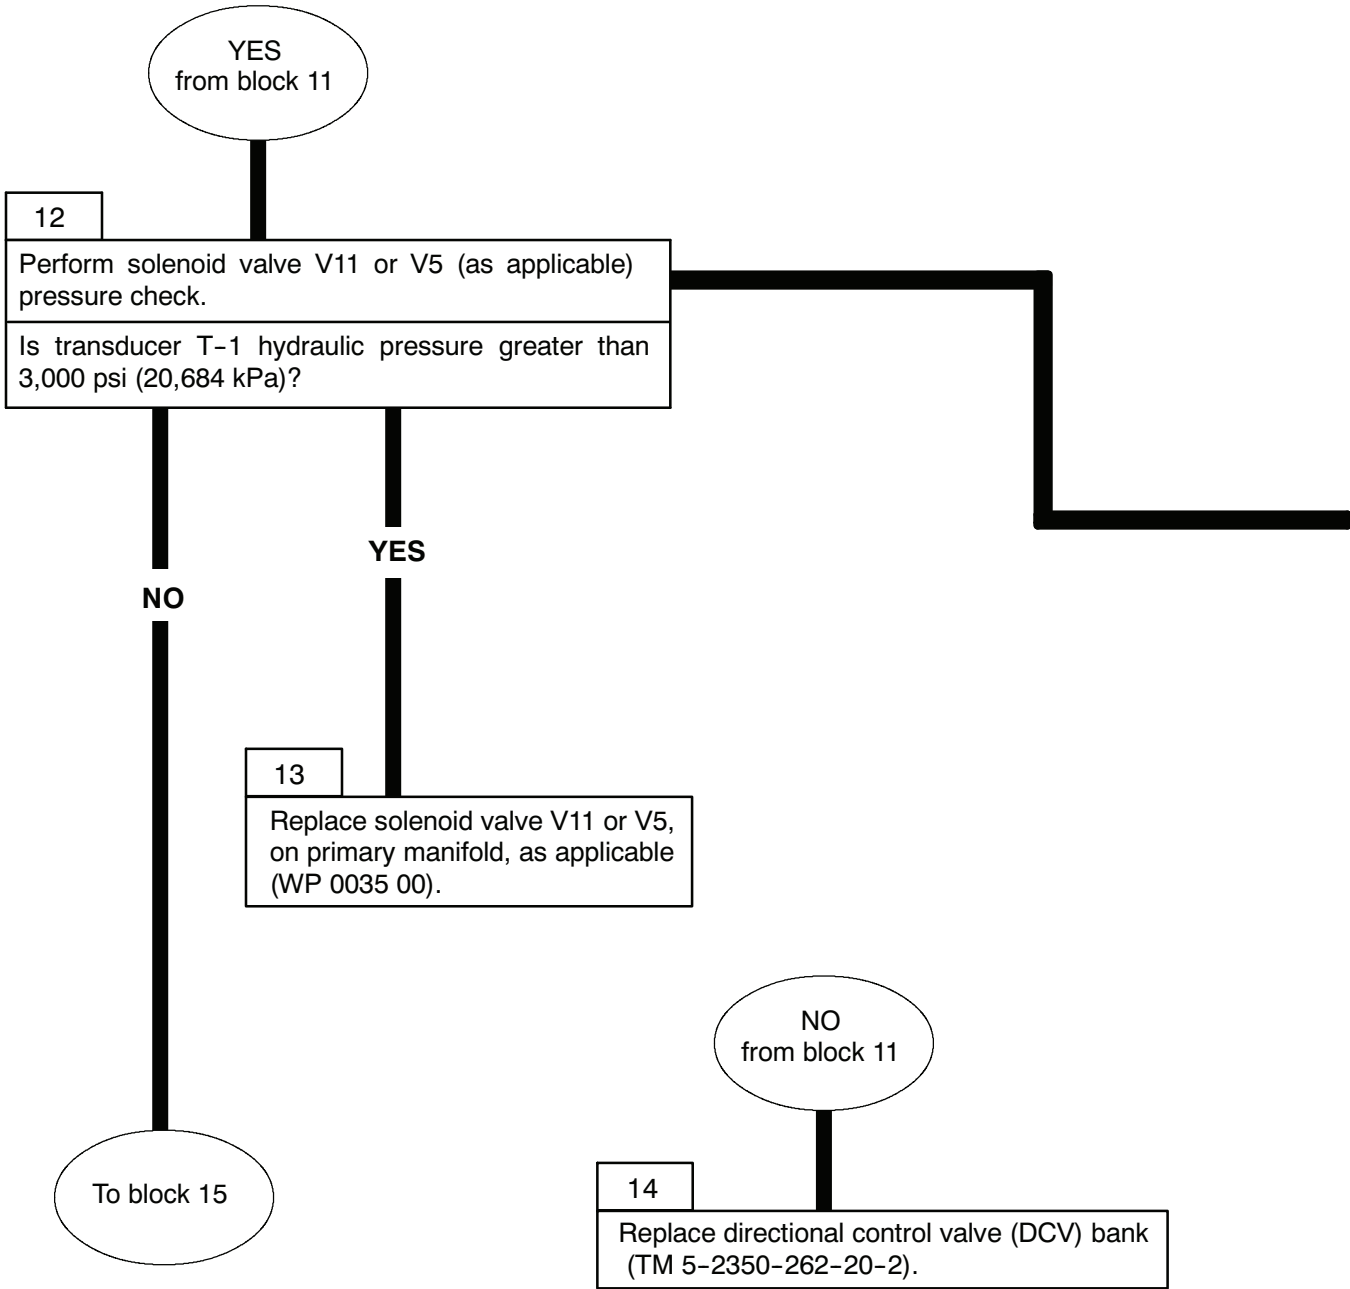 YES
from block 11
12
Perform solenoid valve V11 or V5 (as applicable)
pressure check.
Is transducer T-1 hydraulic pressure greater than
3,000 psi (20,684 kPa)?
YES
NO
13
Replace solenoid valve V11 or V5,
on primary manifold, as applicable
(WP 0035 00).
NO
from block 11
To block 15
14
Replace directional control valve (DCV) bank
(TM 5-2350-262-20-2).